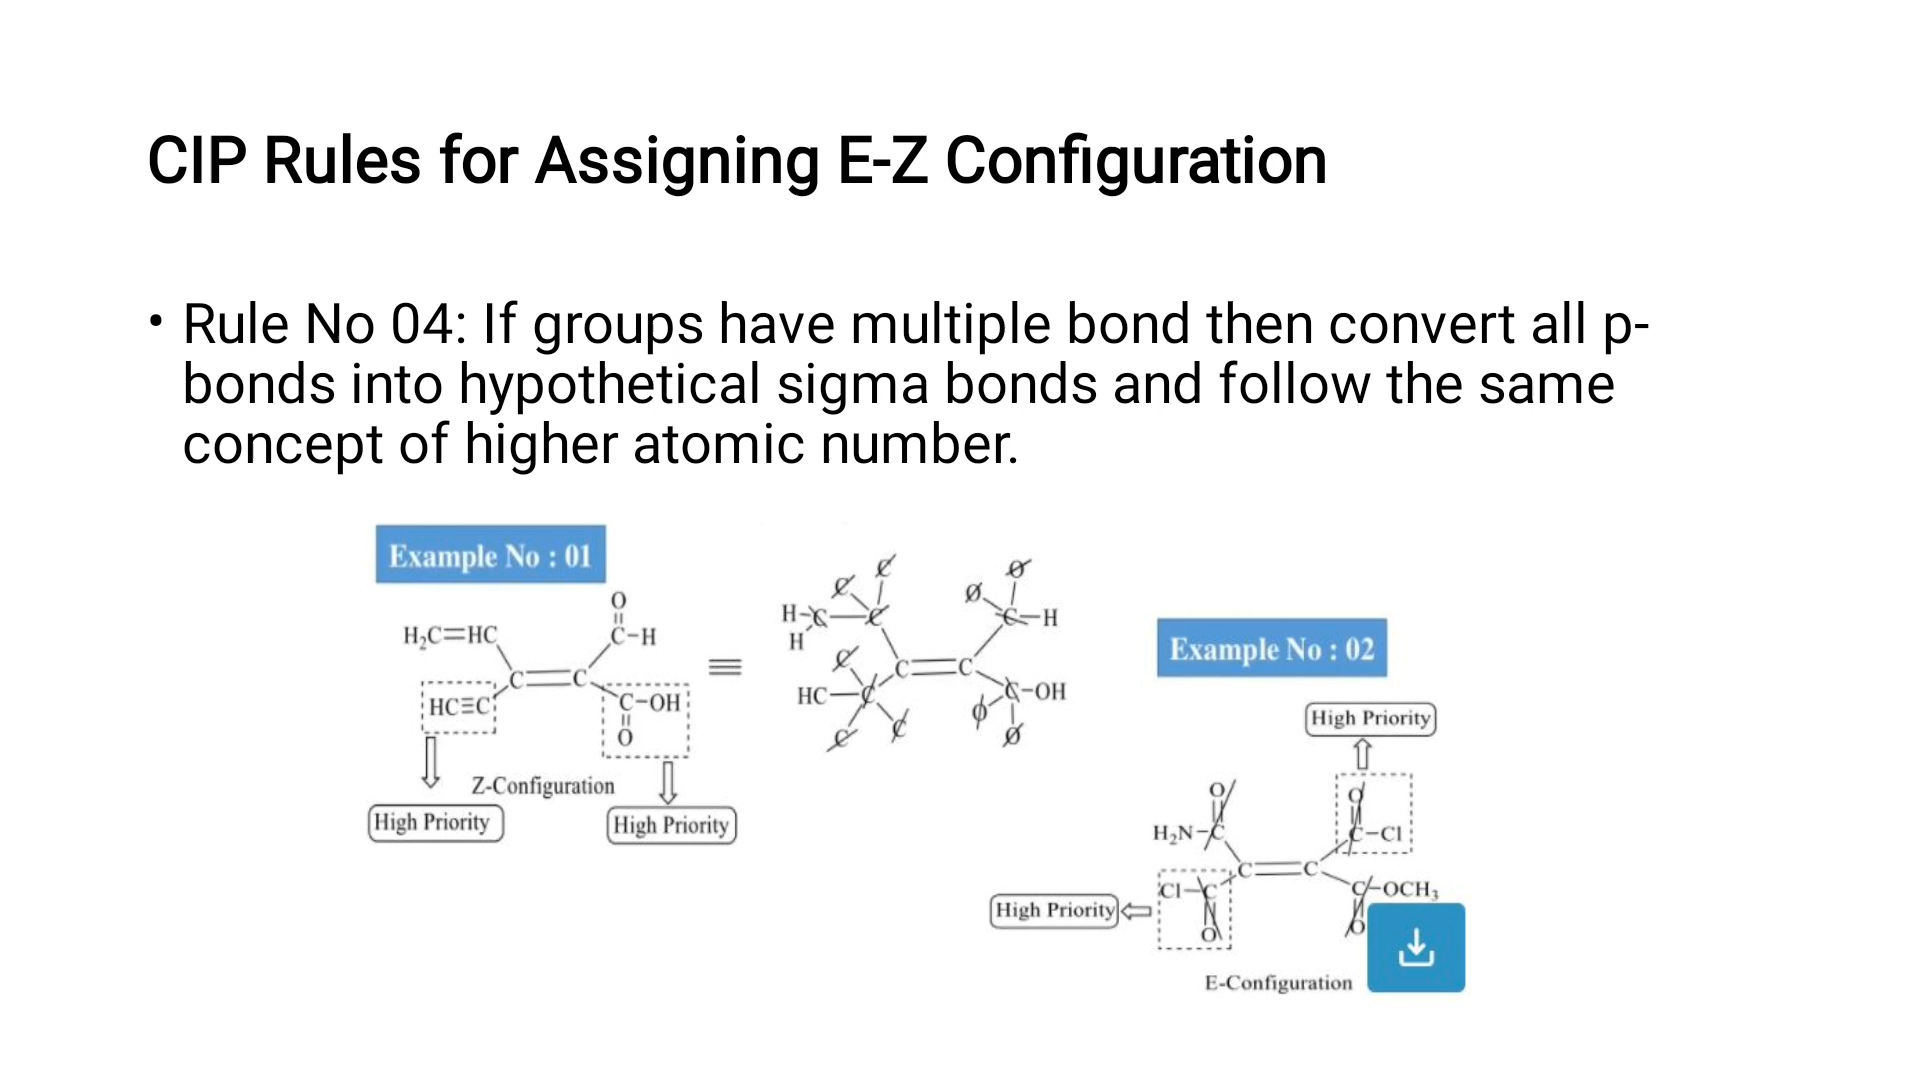 CIP Rules for Assigning E-Z Configuration
• Rule No 04: If groups have multiple bond then convert all p-
bonds into hypothetical sigma bonds and follow the same
concept of higher atomic number.
Example No : 01
O
H₂C=HC
C-H
C=C
HC≡C
C-OH
O
Z-Configuration
High Priority
High Priority
≡
C
C
O
O
H-C
C
C-H
H
C
C=C
HC
C
C-OH
O
C
C
O
Example No : 02
High Priority
O
O
H₂N-C
C-Cl
C=C
Cl-C
C-OCH₃
High Priority
O
O
E-Configuration